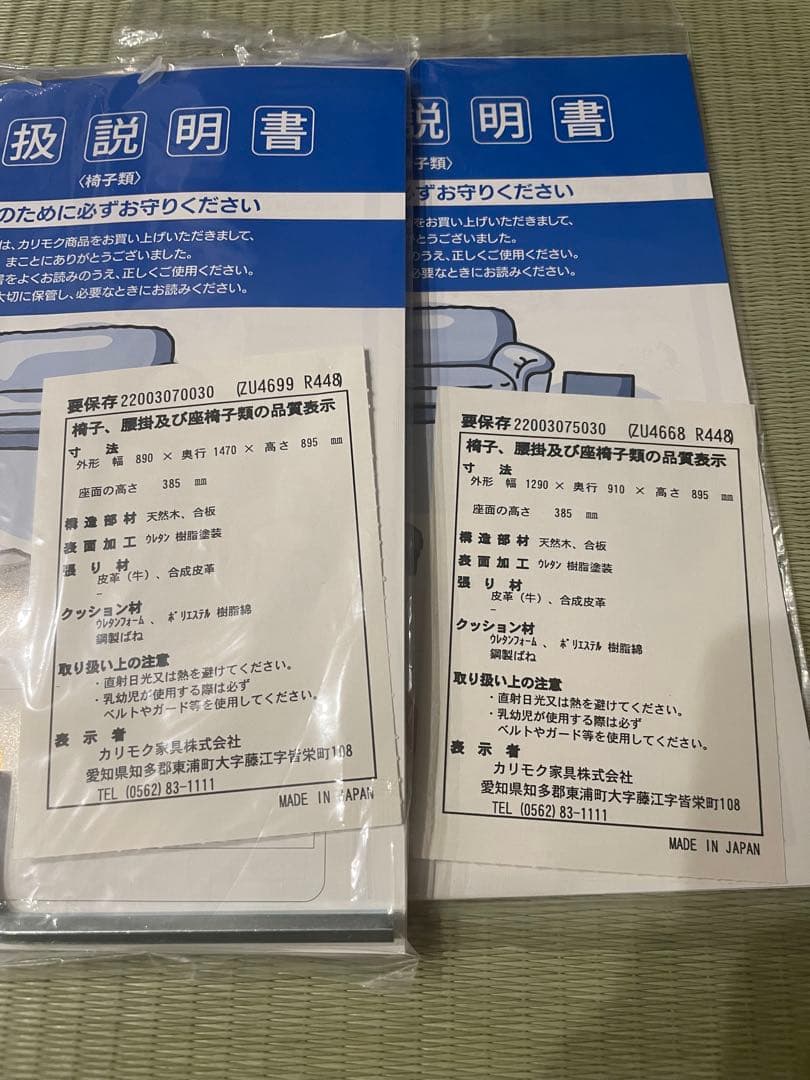 扱説明書
〈椅子類〉
のために必ずお守りください
は、カリモク商品をお買い上げいただきまして、
まことにありがとうございました。
書をよくお読みのうえ、正しくご使用ください。
大切に保管し、必要なときにお読みください。
要保存22003070030 (ZU4699 R448)
椅子、腰掛及び座椅子類の品質表示
寸 法
外形 幅 890 × 奥行 1470 × 高さ 895 ㎜
座面の高さ 385 ㎜
構造部材 天然木、合板
表面加工 ｳﾚﾀﾝ 樹脂塗装
張り材
皮革（牛）、合成皮革
−
クッション材
ｳﾚﾀﾝﾌｫｰﾑ 、 ﾎﾟﾘｴｽﾃﾙ 樹脂綿
鋼製ばね
取り扱い上の注意
・直射日光又は熱を避けてください。
・乳幼児が使用する際は必ず
ベルトやガード等を使用してください。
表示者
カリモク家具株式会社
愛知県知多郡東浦町大字藤江字皆栄町108
TEL (0562) 83-1111
MADE IN JAPAN
説明書
子類〉
ずお守りください
をお買い上げいただきまして、
がとうございました。
のうえ、正しくご使用ください。
必要なときにお読みください。
要保存22003075030 (ZU4668 R448)
椅子、腰掛及び座椅子類の品質表示
寸 法
外形 幅 1290 × 奥行 910 × 高さ 895 ㎜
座面の高さ 385 ㎜
構造部材 天然木、合板
表面加工 ｳﾚﾀﾝ 樹脂塗装
張り材
皮革（牛）、合成皮革
−
クッション材
ｳﾚﾀﾝﾌｫｰﾑ 、 ﾎﾟﾘｴｽﾃﾙ 樹脂綿
鋼製ばね
取り扱い上の注意
・直射日光又は熱を避けてください。
・乳幼児が使用する際は必ず
ベルトやガード等を使用してください。
表示者
カリモク家具株式会社
愛知県知多郡東浦町大字藤江字皆栄町108
TEL (0562) 83-1111
MADE IN JAPAN